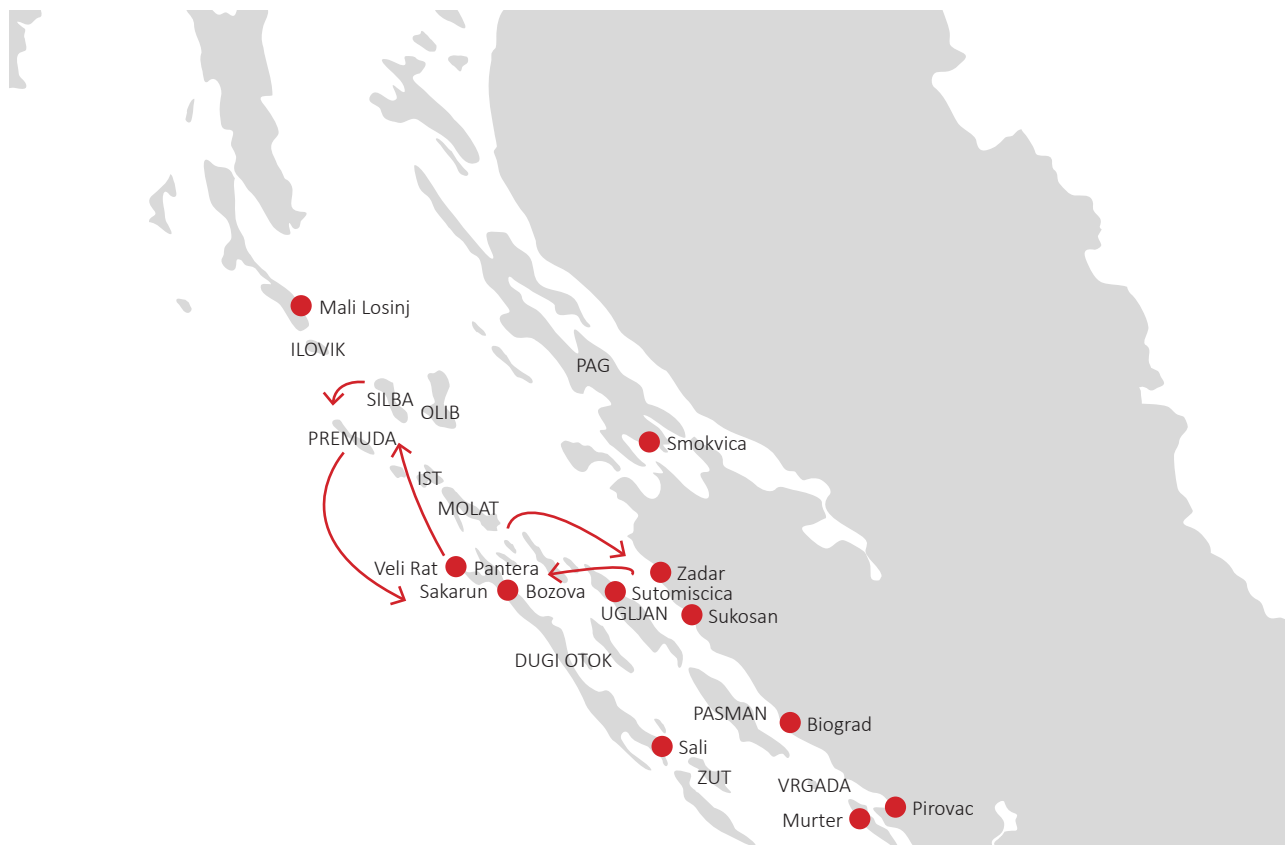 Mali Losinj
ILOVIK
PAG
SILBA
OLIB
PREMUDA
Smokvica
IST
MOLAT
Veli Rat
Pantera
Zadar
Sakarun
Bozova
Sutomiscica
UGLJAN
Sukosan
DUGI OTOK
PASMAN
Biograd
Sali
ZUT
VRGADA
Pirovac
Murter